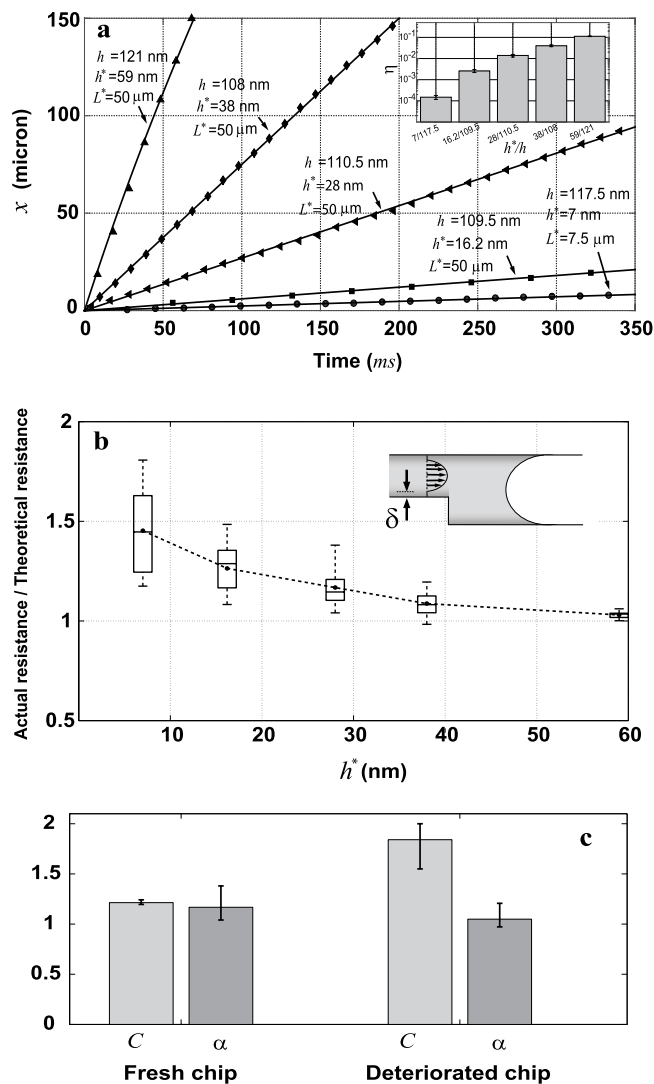 a
150
100
50
0
x (micron)
h =121 nm
h*=59 nm
L*=50 μm
h =108 nm
h*=38 nm
L*=50 μm
h =110.5 nm
h*=28 nm
L*=50 μm
h =109.5 nm
h*=16.2 nm
L*=50 μm
h =117.5 nm
h*=7 nm
L*=7.5 μm
η
10⁻¹
10⁻²
10⁻³
10⁻⁴
7/117.5 16.2/109.5 28/110.5 38/108 59/121
h*/h
0 50 100 150 200 250 300 350
Time (ms)
b
Actual resistance / Theoretical resistance
2
1.5
1
0.5
δ
10 20 30 40 50 60
h* (nm)
c
2
1.5
1
0.5
0
C α C α
Fresh chip Deteriorated chip